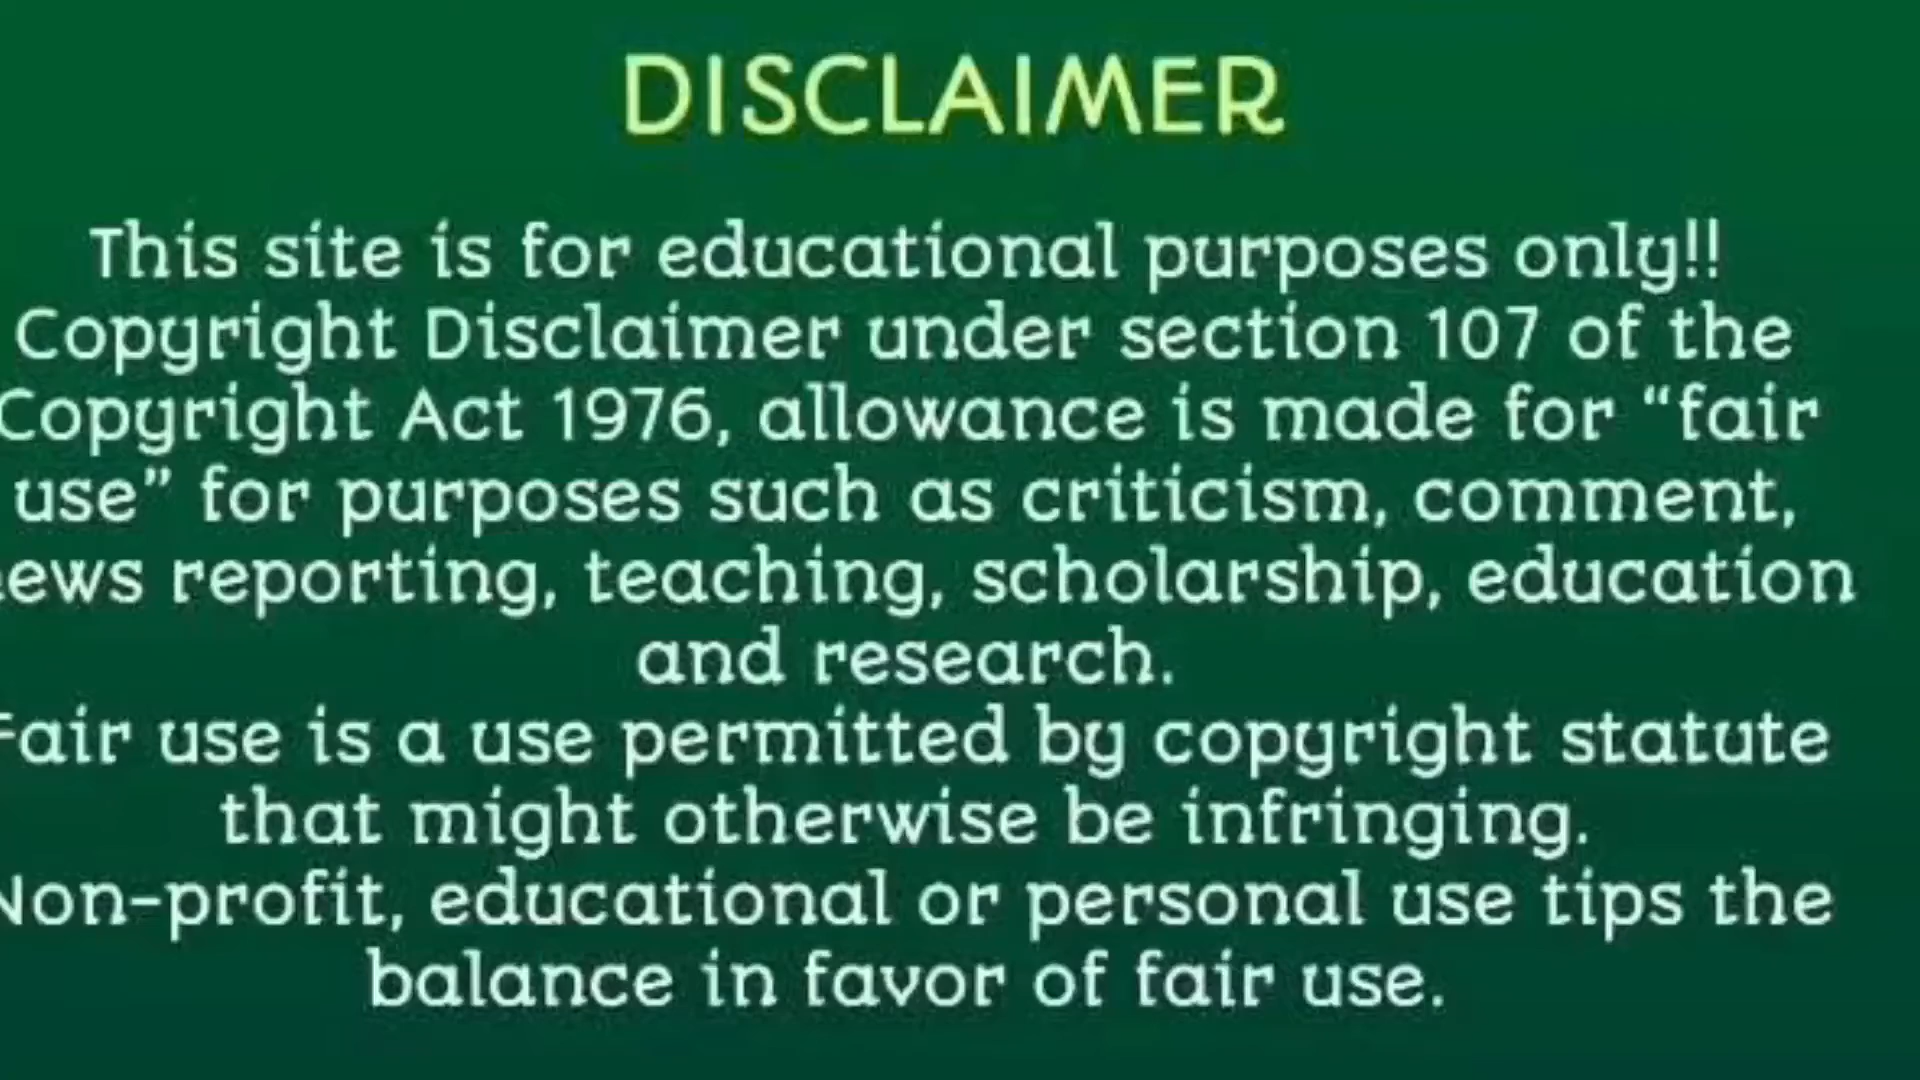 DISCLAIMER
This site is for educational purposes only!!
Copyright Disclaimer under section 107 of the
Copyright Act 1976, allowance is made for “fair
use” for purposes such as criticism, comment,
news reporting, teaching, scholarship, education
and research.
Fair use is a use permitted by copyright statute
that might otherwise be infringing.
Non-profit, educational or personal use tips the
balance in favor of fair use.